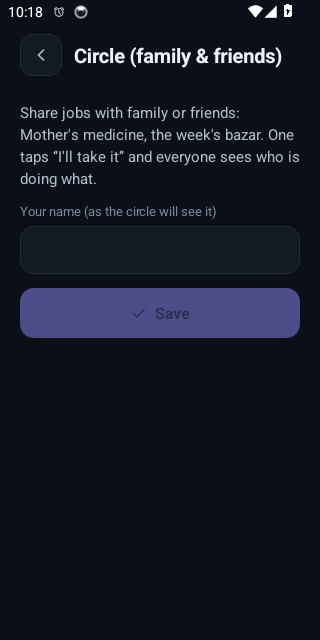 10:18
Circle (family & friends)
Share jobs with family or friends:
Mother's medicine, the week's bazar. One
taps “I'll take it” and everyone sees who is
doing what.
Your name (as the circle will see it)
Save